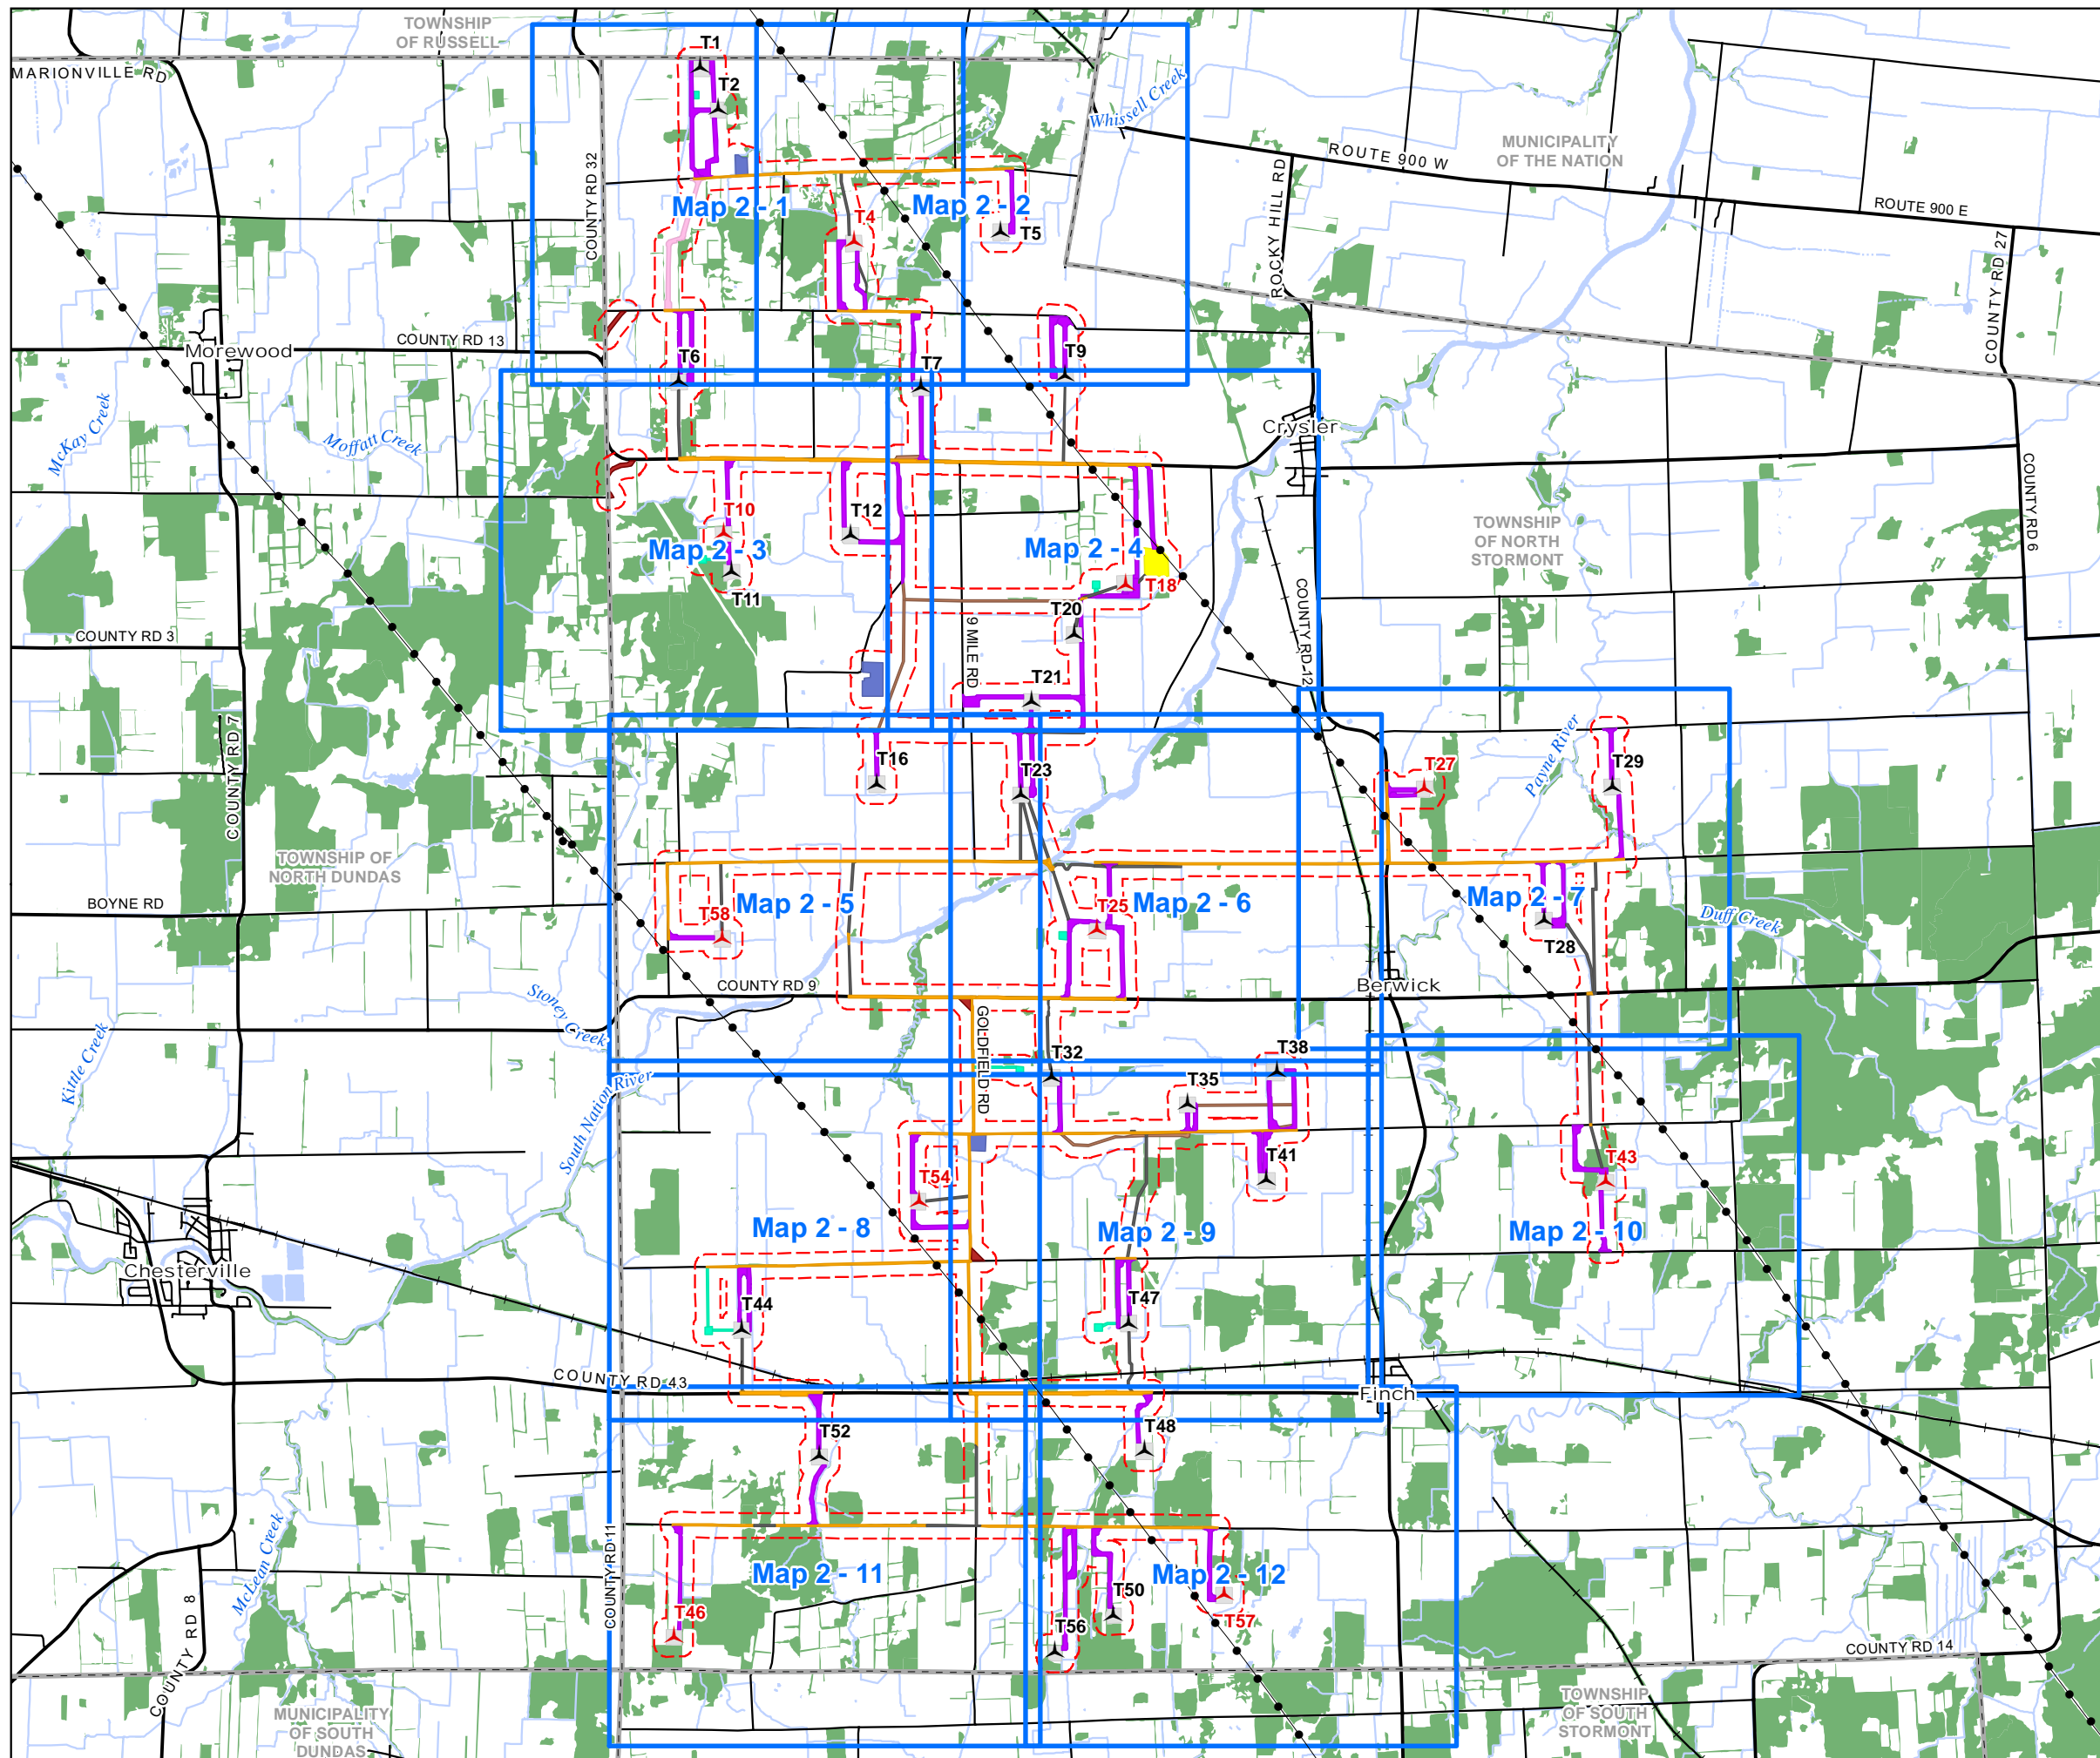 TOWNSHIP
OF RUSSELL
MARIONVILLE RD
T1
T2
Whissell Creek
COUNTY RD 32
MUNICIPALITY
OF THE NATION
ROUTE 900 W
ROUTE 900 E
ROCKY HILL RD
COUNTY RD 27
Map 2 - 1
Map 2 - 2
T4
T5
COUNTY RD 13
Morewood
T6
T7
T9
McKay Creek
Moffatt Creek
Crysler
COUNTY RD 6
T10
T12
Map 2 - 3
Map 2 - 4
T11
T18
T20
TOWNSHIP
OF NORTH
STORMONT
COUNTY RD 12
COUNTY RD 3
9 MILE RD
T21
COUNTY RD 7
T16
T23
T27
Payne River
T29
TOWNSHIP OF
NORTH DUNDAS
BOYNE RD
T58
Map 2 - 5
T25
Map 2 - 6
Map 2 - 7
T28
Duff Creek
COUNTY RD 9
Berwick
Stoney Creek
GOLDFIELD RD
Kittle Creek
South Nation River
T32
T38
T35
T41
T43
T54
Map 2 - 8
Map 2 - 9
Map 2 - 10
Chesterville
T44
T47
COUNTY RD 43
Finch
T52
T48
McLean Creek
COUNTY RD 11
COUNTY RD 8
Map 2 - 11
Map 2 - 12
T46
T50
T56
T57
COUNTY RD 14
MUNICIPALITY
OF SOUTH
DUNDAS
TOWNSHIP
OF SOUTH
STORMONT